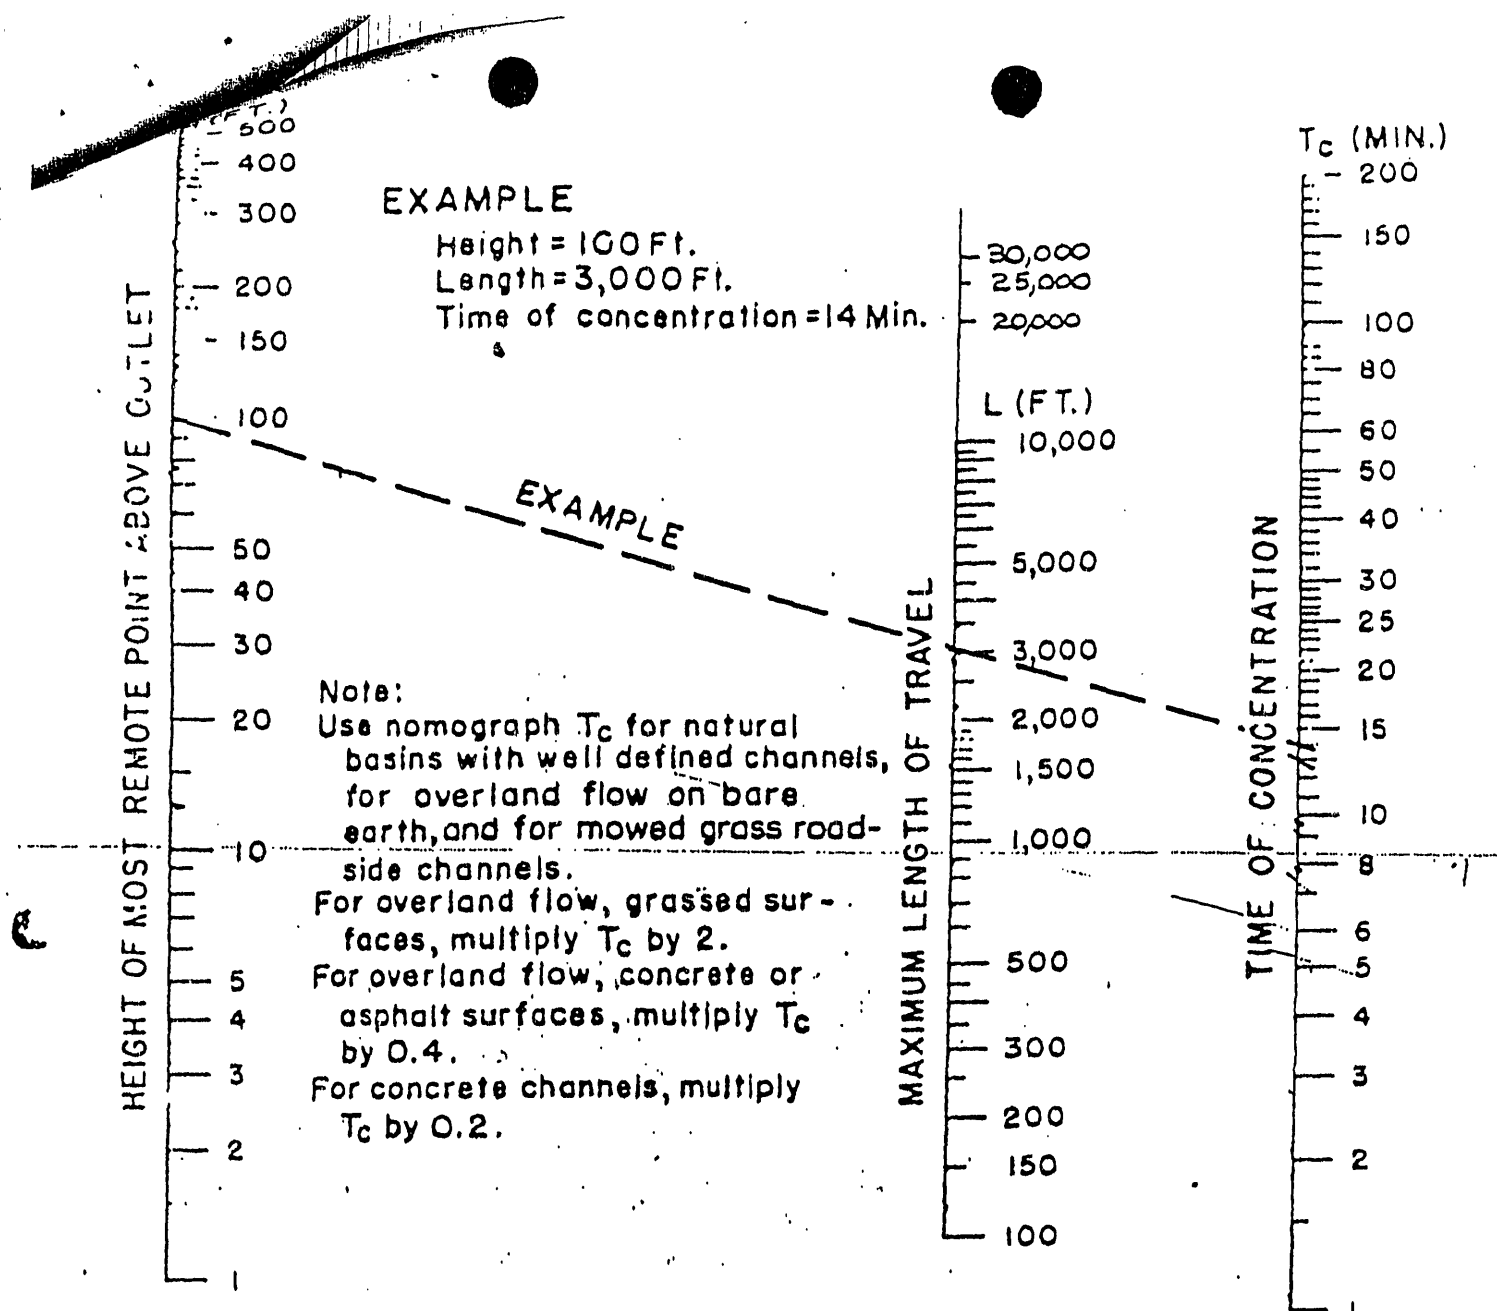 (FT.)
500
400
300
200
150
100
50
40
30
20
10
5
4
3
2
1
HEIGHT OF MOST REMOTE POINT ABOVE OUTLET
EXAMPLE
Height = 100 Ft.
Length = 3,000 Ft.
Time of concentration = 14 Min.
EXAMPLE
Note:
Use nomograph Tc for natural
basins with well defined channels,
for overland flow on bare
earth, and for mowed grass road-
side channels.
For overland flow, grassed sur-
faces, multiply Tc by 2.
For overland flow, concrete or
asphalt surfaces, multiply Tc
by 0.4.
For concrete channels, multiply
Tc by 0.2.
30,000
25,000
20,000
L (FT.)
10,000
5,000
3,000
2,000
1,500
1,000
500
300
200
150
100
MAXIMUM LENGTH OF TRAVEL
Tc (MIN.)
200
150
100
80
60
50
40
30
25
20
15
10
8
6
5
4
3
2
1
TIME OF CONCENTRATION